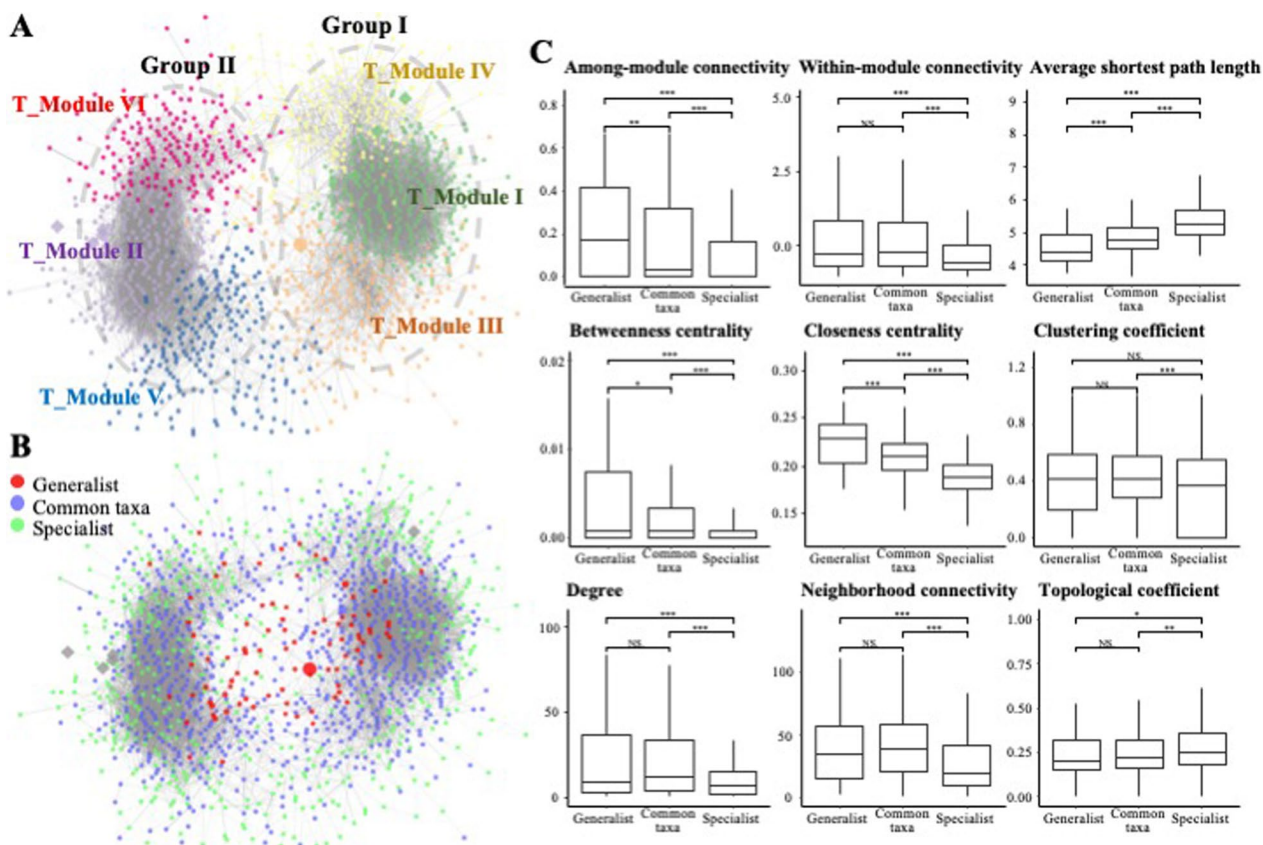 A
Group I
Group II
T_Module IV
T_Module VI
T_Module I
T_Module II
T_Module III
T_Module V
B
Generalist
Common taxa
Specialist
C
Among-module connectivity
0.8
0.6
0.4
0.2
0.0
***
***
**
Generalist
Common
taxa
Specialist
Within-module connectivity
5.0
2.5
0.0
***
***
NS.
Generalist
Common
taxa
Specialist
Average shortest path length
9
8
7
6
5
4
***
***
***
Generalist
Common
taxa
Specialist
Betweenness centrality
0.02
0.01
0.00
***
***
*
Generalist
Common
taxa
Specialist
Closeness centrality
0.30
0.25
0.20
0.15
***
***
***
Generalist
Common
taxa
Specialist
Clustering coefficient
1.2
0.8
0.4
0.0
NS.
***
NS.
Generalist
Common
taxa
Specialist
Degree
100
50
0
***
***
NS.
Generalist
Common
taxa
Specialist
Neighborhood connectivity
100
50
0
***
***
NS.
Generalist
Common
taxa
Specialist
Topological coefficient
1.00
0.75
0.50
0.25
0.00
*
**
NS.
Generalist
Common
taxa
Specialist